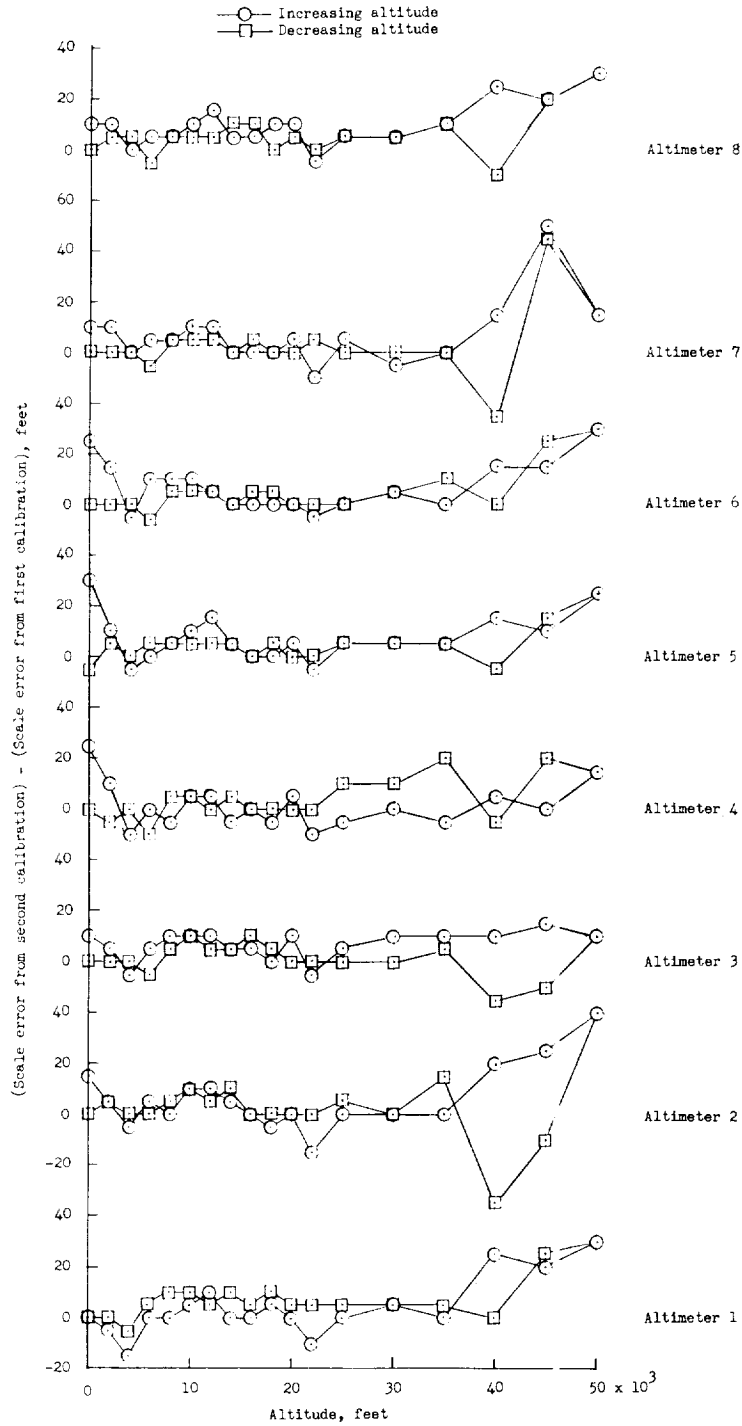 Increasing altitude
Decreasing altitude
40
20
0
Altimeter 8
60
40
20
0
Altimeter 7
40
20
0
Altimeter 6
40
20
0
Altimeter 5
40
20
0
Altimeter 4
40
20
0
Altimeter 3
40
20
0
Altimeter 2
-20
40
20
0
Altimeter 1
-20
0 10 20 30 40 50 x 10³
Altitude, feet
(Scale error from second calibration) - (Scale error from first calibration), feet